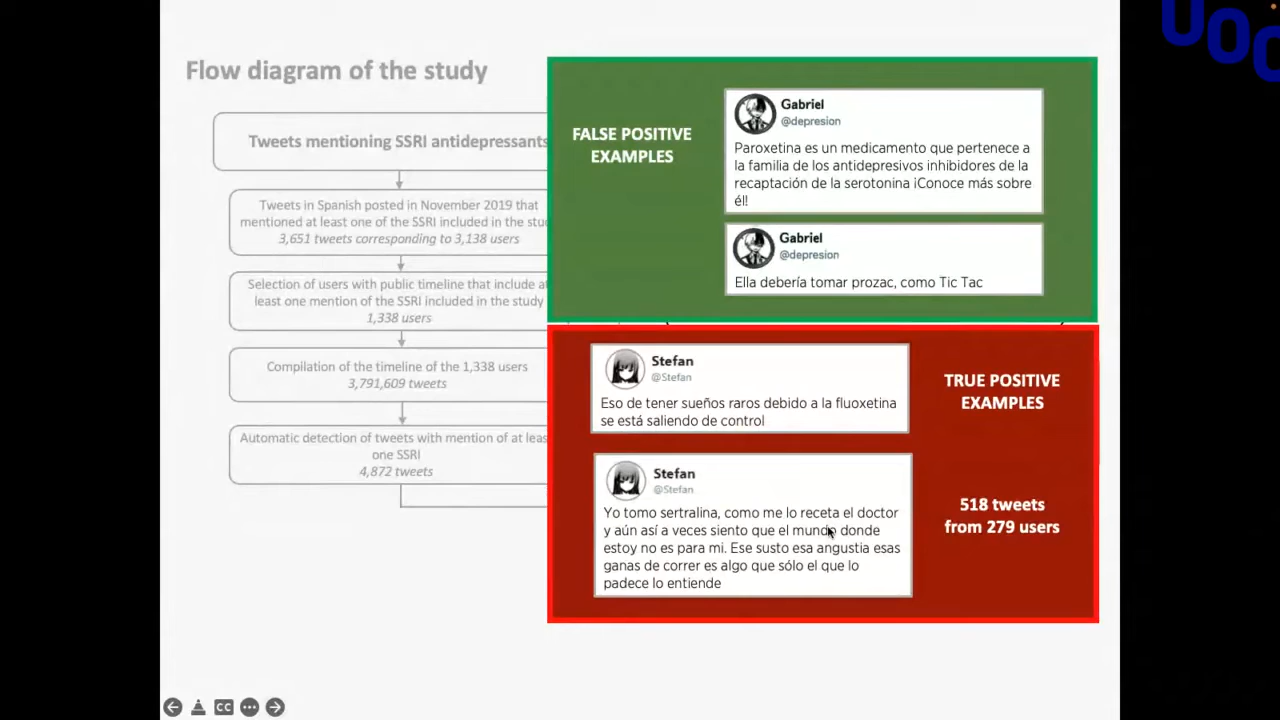 UOC
Flow diagram of the study
Tweets mentioning SSRI antidepressants
Tweets in Spanish posted in November 2019 that
mentioned at least one of the SSRI included in the
3,651 tweets corresponding to 3,138 users
Selection of users with public timeline that include at
least one mention of the SSRI included in the study
1,338 users
Compilation of the timeline of the 1,338 users
3,791,609 tweets
Automatic detection of tweets with mention of at
one SSRI
4,872 tweets
FALSE POSITIVE
EXAMPLES
Gabriel
@depresion
Paroxetina es un medicamento que pertenece a
la familia de los antidepresivos inhibidores de la
recaptación de la serotonina ¡Conoce más sobre
él!
Gabriel
@depresion
Ella debería tomar prozac, como Tic Tac
Stefan
@Stefan
Eso de tener sueños raros debido a la fluoxetina
se está saliendo de control
TRUE POSITIVE
EXAMPLES
Stefan
@Stefan
Yo tomo sertralina, como me lo receta el doctor
y aún así a veces siento que el mundo donde
estoy no es para mi. Ese susto esa angustia esas
ganas de correr es algo que sólo el que lo
padece lo entiende
518 tweets
from 279 users
CC